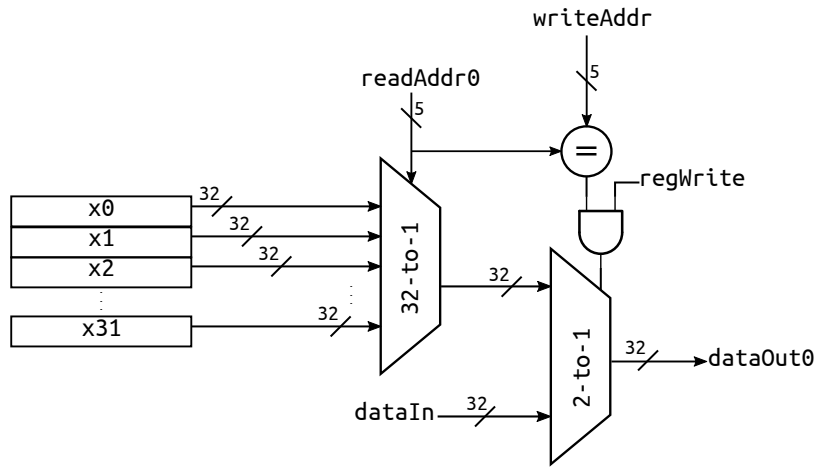 writeAddr
5
readAddr0
5
=
regWrite
x0
32
x1
32
x2
32
x31
32
32-to-1
32
2-to-1
32
dataOut0
dataIn
32